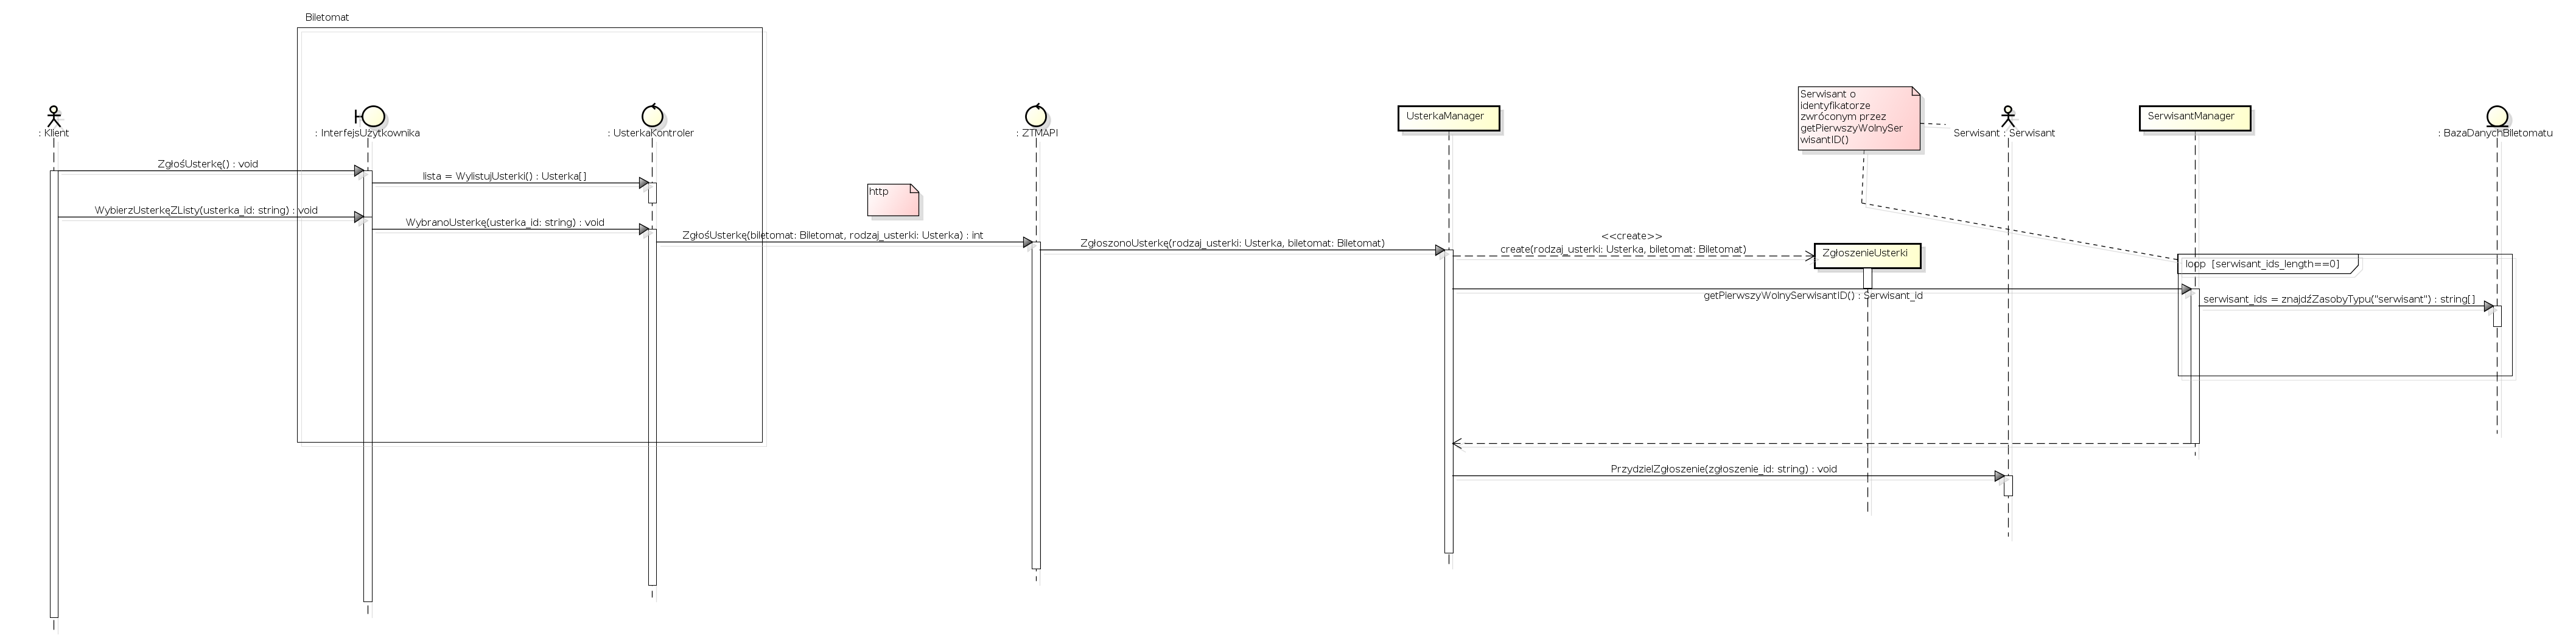 Biletomat
Serwisant o
identyfikatorze
zwróconym przez
getPierwszyWolnySer
wisantID()
: Klient
: InterfejsUżytkownika
: UsterkaKontroler
: ZTMAPI
UsterkaManager
Serwisant : Serwisant
SerwisantManager
: BazaDanychBIletomatu
ZgłośUsterkę() : void
lista = WylistujUsterki() : Usterka[]
http
WybierzUsterkęZListy(usterka_id: string) : void
WybranoUsterkę(usterka_id: string) : void
ZgłośUsterkę(biletomat: Biletomat, rodzaj_usterki: Usterka) : int
ZgłoszonoUsterkę(rodzaj_usterki: Usterka, biletomat: Biletomat)
<<create>>
create(rodzaj_usterki: Usterka, biletomat: Biletomat)
ZgłoszenieUsterki
loop [serwisant_ids_length==0]
getPierwszyWolnySerwisantID() : Serwisant_id
serwisant_ids = znajdźZasobyTypu("serwisant") : string[]
PrzydzielZgłoszenie(zgłoszenie_id: string) : void